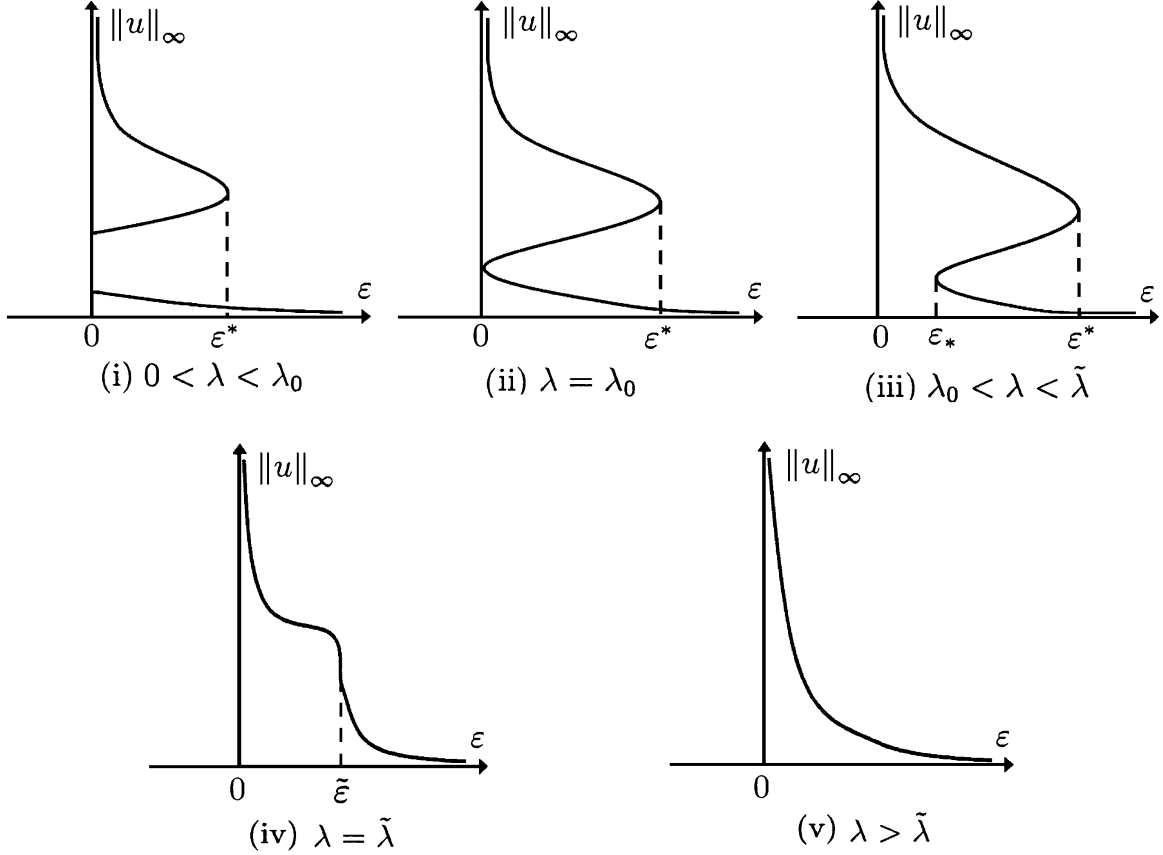 ‖u‖∞
ε
0
ε*
(i) 0 < λ < λ₀
‖u‖∞
ε
0
ε*
(ii) λ = λ₀
‖u‖∞
ε
0
ε∗
ε*
(iii) λ₀ < λ < λ̃
‖u‖∞
ε
0
ε̃
(iv) λ = λ̃
‖u‖∞
ε
0
(v) λ > λ̃